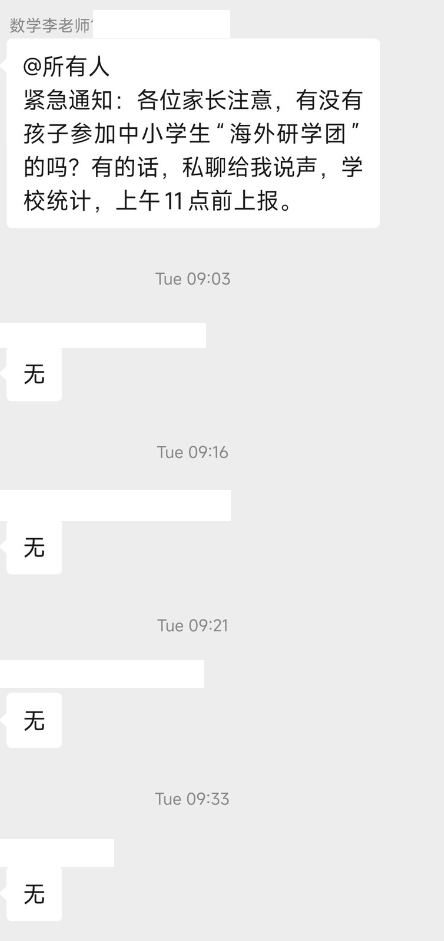 数学李老师
@所有人
紧急通知：各位家长注意，有没有
孩子参加中小学生“海外研学团”
的吗？有的话，私聊给我说声，学
校统计，上午11点前上报。
Tue 09:03
无
Tue 09:16
无
Tue 09:21
无
Tue 09:33
无